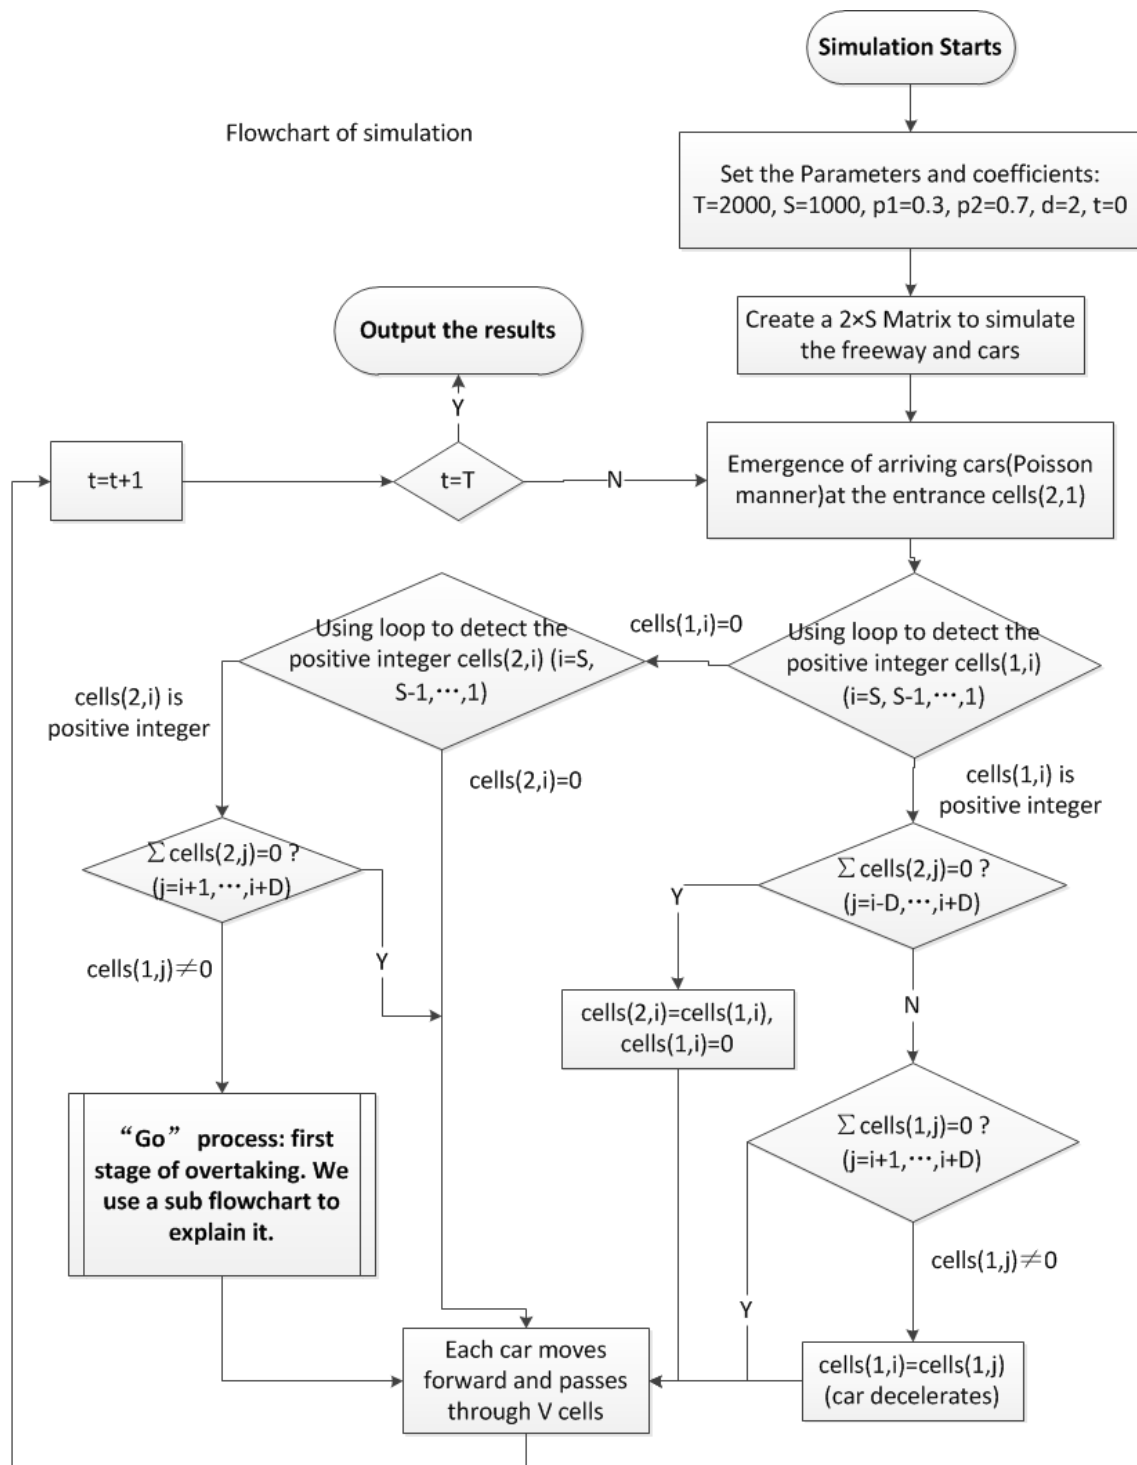 Simulation Starts
Flowchart of simulation
Set the Parameters and coefficients:
T=2000, S=1000, p1=0.3, p2=0.7, d=2, t=0
Create a 2×S Matrix to simulate
the freeway and cars
Output the results
Y
t=t+1
t=T
N
Emergence of arriving cars(Poisson
manner)at the entrance cells(2,1)
Using loop to detect the
positive integer cells(2,i) (i=S,
S-1,⋯,1)
cells(1,i)=0
Using loop to detect the
positive integer cells(1,i)
(i=S, S-1,⋯,1)
cells(2,i) is
positive integer
cells(2,i)=0
cells(1,i) is
positive integer
∑cells(2,j)=0 ?
(j=i+1,⋯,i+D)
∑cells(2,j)=0 ?
(j=i-D,⋯,i+D)
Y
cells(1,j)≠0
Y
N
cells(2,i)=cells(1,i),
cells(1,i)=0
“Go” process: first
stage of overtaking. We
use a sub flowchart to
explain it.
∑cells(1,j)=0 ?
(j=i+1,⋯,i+D)
cells(1,j)≠0
Y
Each car moves
forward and passes
through V cells
cells(1,i)=cells(1,j)
(car decelerates)